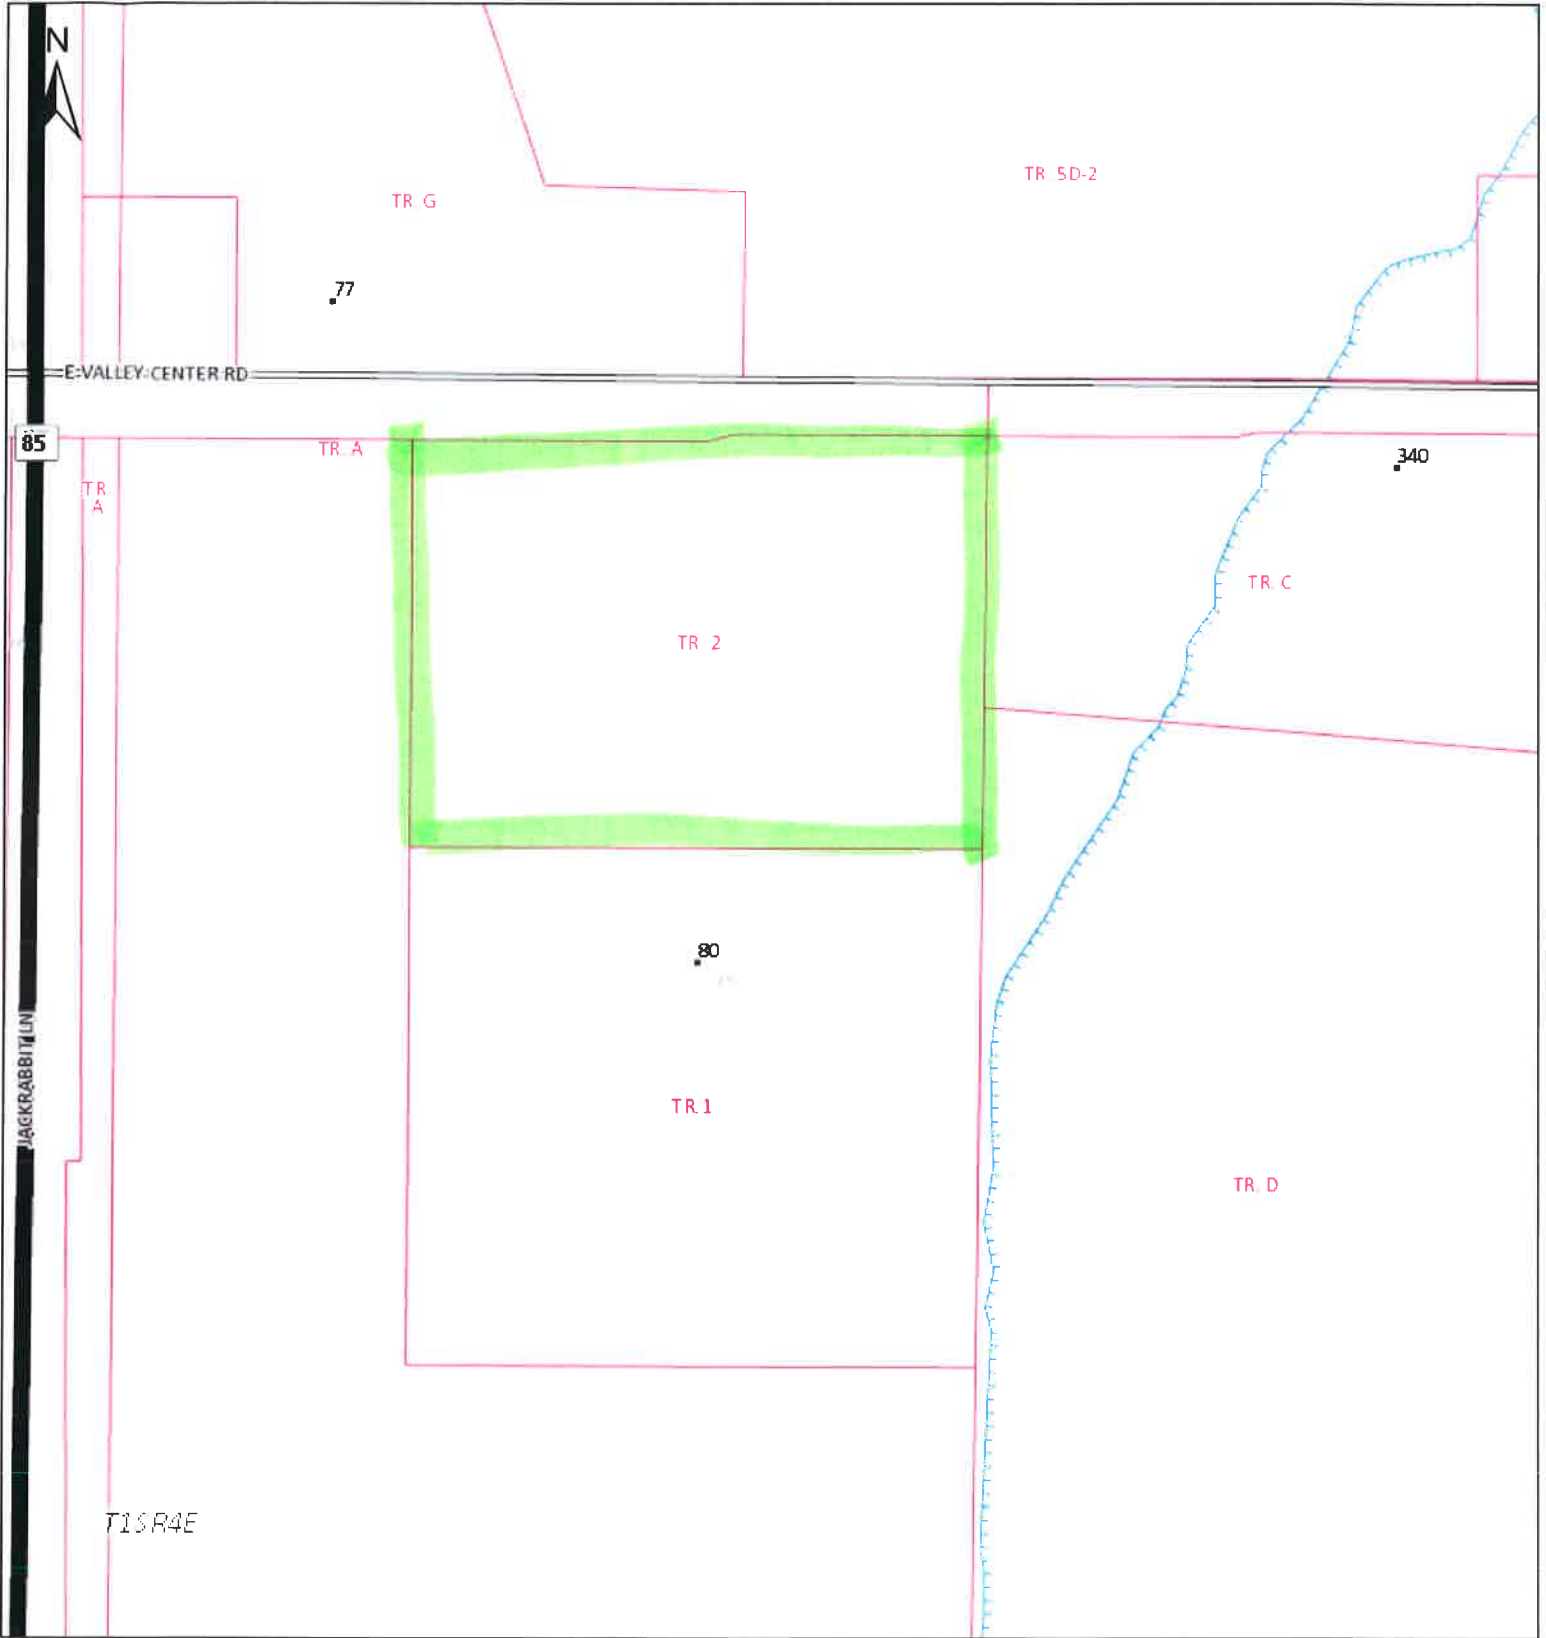 N
TR 5D-2
TR G
77
E VALLEY CENTER RD
85
TR A
340
TR
A
TR C
TR 2
80
JACKRABBIT LN
TR 1
TR D
T1S R4E